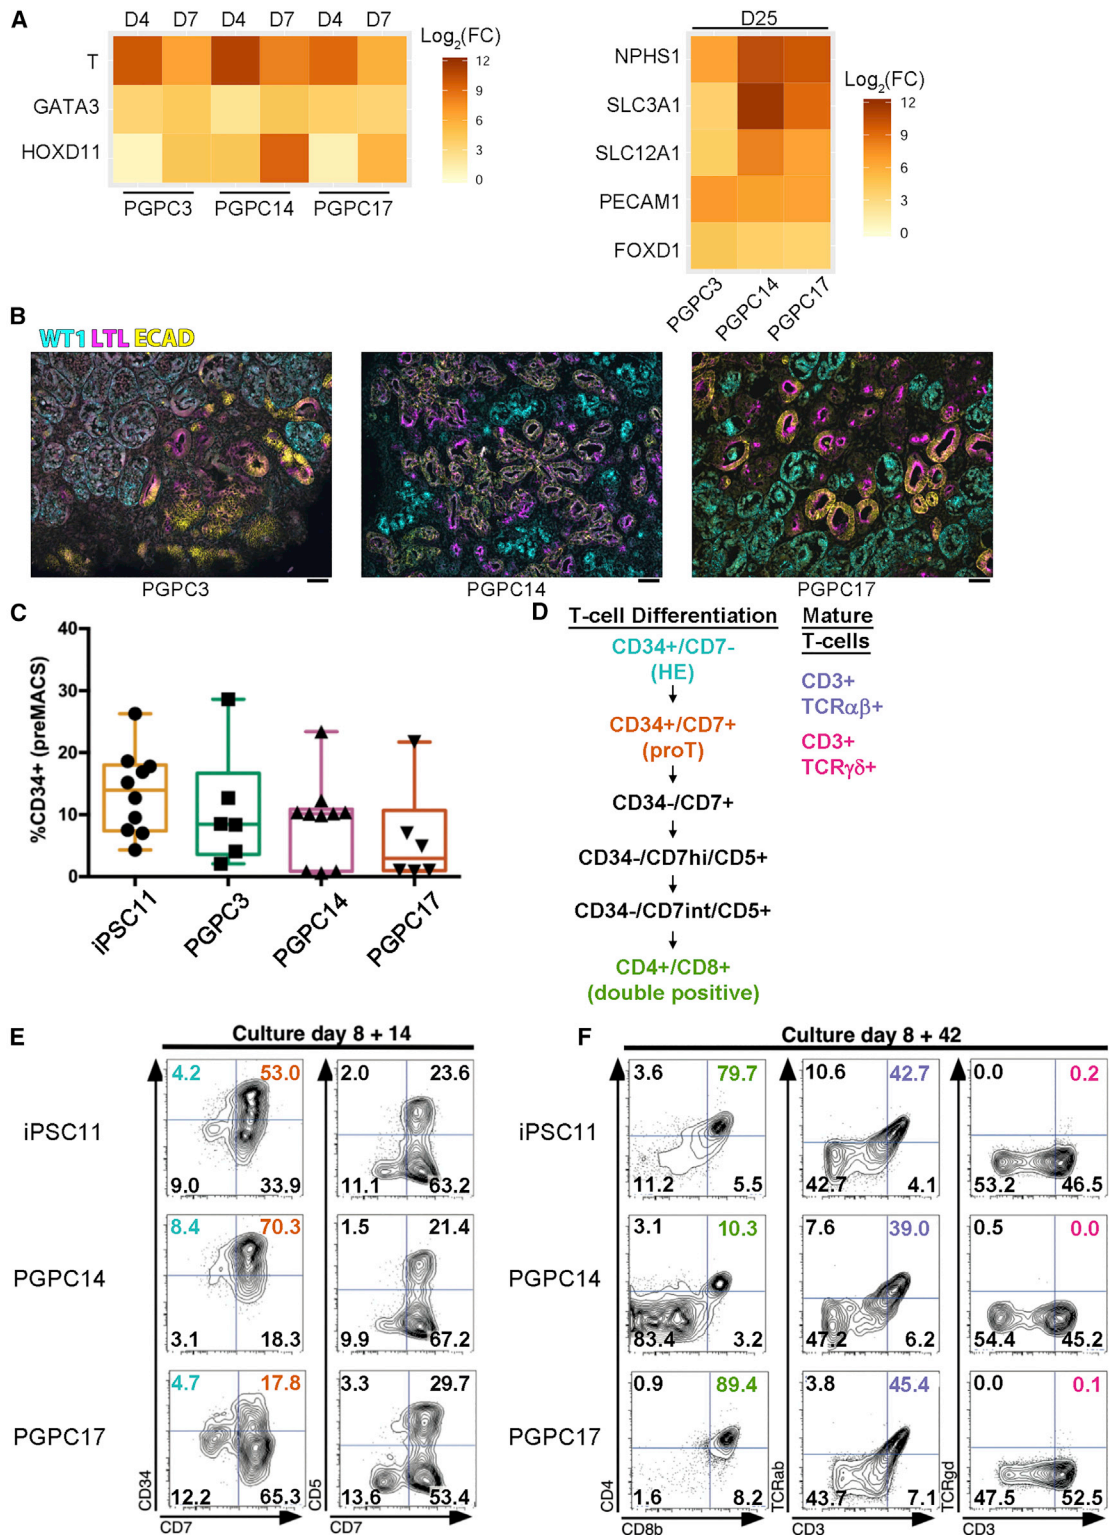 A
D4 D7 D4 D7 D4 D7
Log2(FC)
T
GATA3
HOXD11
12
9
6
3
0
PGPC3 PGPC14 PGPC17
D25
NPHS1
SLC3A1
SLC12A1
PECAM1
FOXD1
Log2(FC)
12
9
6
3
0
PGPC3 PGPC14 PGPC17
B
WT1 LTL ECAD
PGPC3 PGPC14 PGPC17
C
%CD34+ (preMACS)
40
30
20
10
0
iPSC11 PGPC3 PGPC14 PGPC17
D
T-cell Differentiation
CD34+/CD7-
(HE)
CD34+/CD7+
(proT)
CD34-/CD7+
CD34-/CD7hi/CD5+
CD34-/CD7int/CD5+
CD4+/CD8+
(double positive)
Mature
T-cells
CD3+
TCRαβ+
CD3+
TCRγδ+
E
Culture day 8 + 14
iPSC11
4.2 53.0
9.0 33.9
2.0 23.6
11.1 63.2
PGPC14
8.4 70.3
3.1 18.3
1.5 21.4
9.9 67.2
PGPC17
4.7 17.8
12.2 65.3
3.3 29.7
13.6 53.4
CD34
CD7
CD5
CD7
F
Culture day 8 + 42
iPSC11
3.6 79.7
11.2 5.5
10.6 42.7
42.7 4.1
0.0 0.2
53.2 46.5
PGPC14
3.1 10.3
83.4 3.2
7.6 39.0
47.2 6.2
0.5 0.0
54.4 45.2
PGPC17
0.9 89.4
1.6 8.2
3.8 45.4
43.7 7.1
0.0 0.1
47.5 52.5
CD4
CD8b
TCRab
CD3
TCRgd
CD3